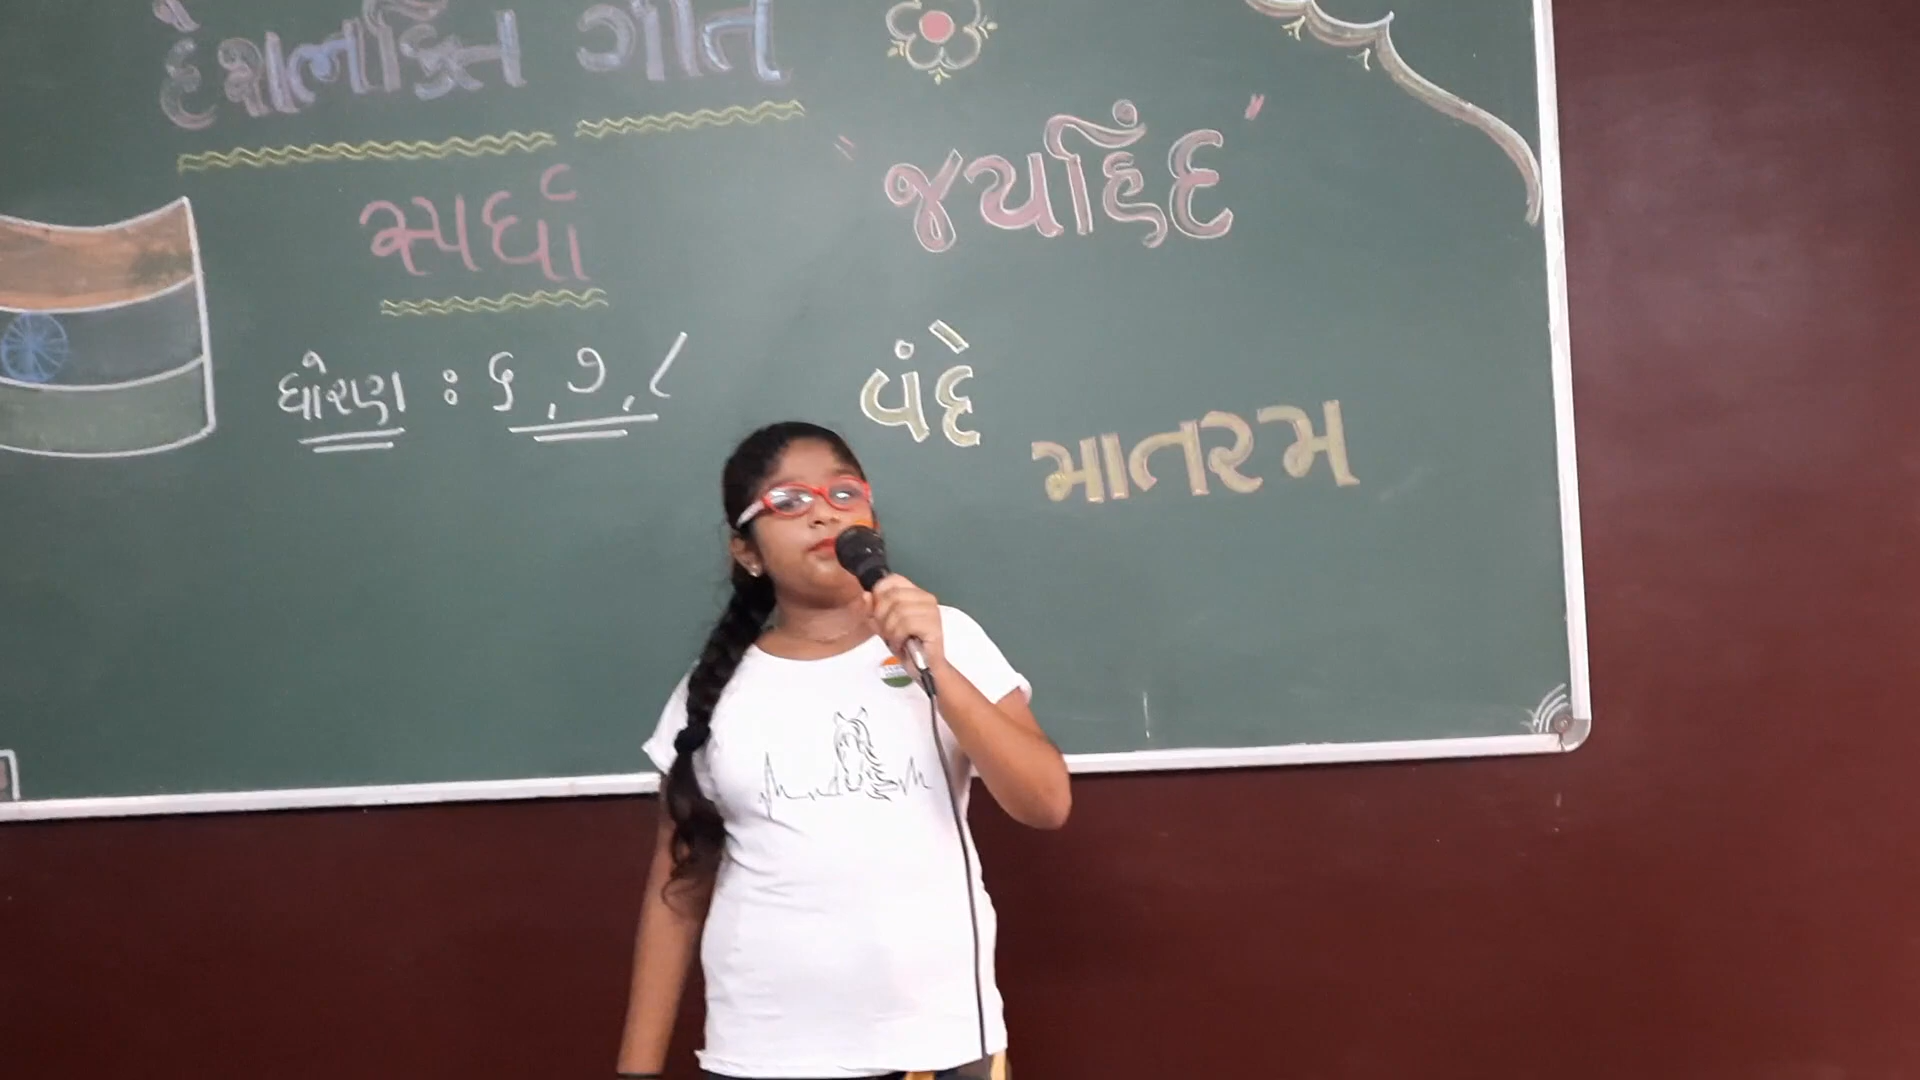 દેશભક્તિ ગીત
સ્પર્ધા
ધોરણ : ૬, ૭, ૮
"જયહિંદ"
વંદે
માતરમ